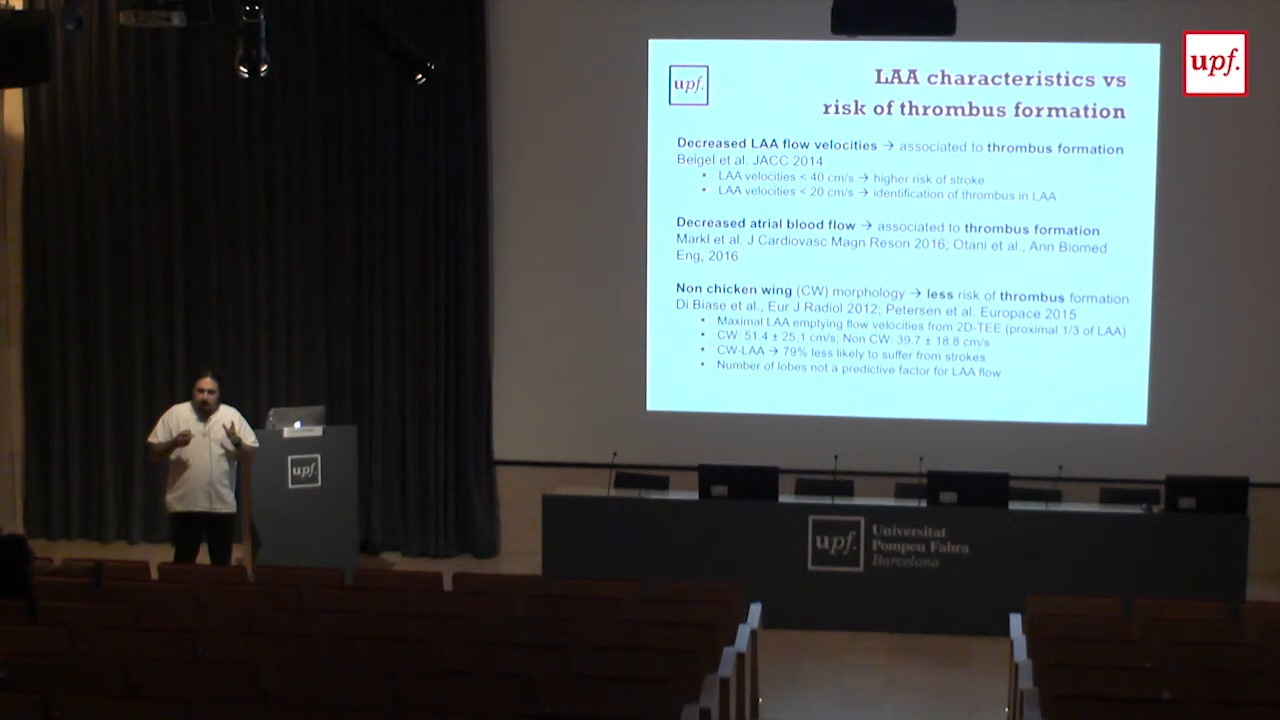 upf.
upf.
LAA characteristics vs
risk of thrombus formation
Decreased LAA flow velocities → associated to thrombus formation
Beigel et al. JACC 2014
• LAA velocities < 40 cm/s → higher risk of stroke
• LAA velocities < 20 cm/s → identification of thrombus in LAA
Decreased atrial blood flow → associated to thrombus formation
Markl et al. J Cardiovasc Magn Reson 2016; Otani et al., Ann Biomed
Eng, 2016
Non chicken wing (CW) morphology → less risk of thrombus formation
Di Biase et al., Eur J Radiol 2012; Petersen et al. Europace 2015
• Maximal LAA emptying flow velocities from 2D-TEE (proximal 1/3 of LAA)
• CW: 51.4 ± 25.1 cm/s; Non CW: 39.7 ± 18.8 cm/s
• CW-LAA → 79% less likely to suffer from strokes
• Number of lobes not a predictive factor for LAA flow
upf.
upf.
Universitat
Pompeu Fabra
Barcelona